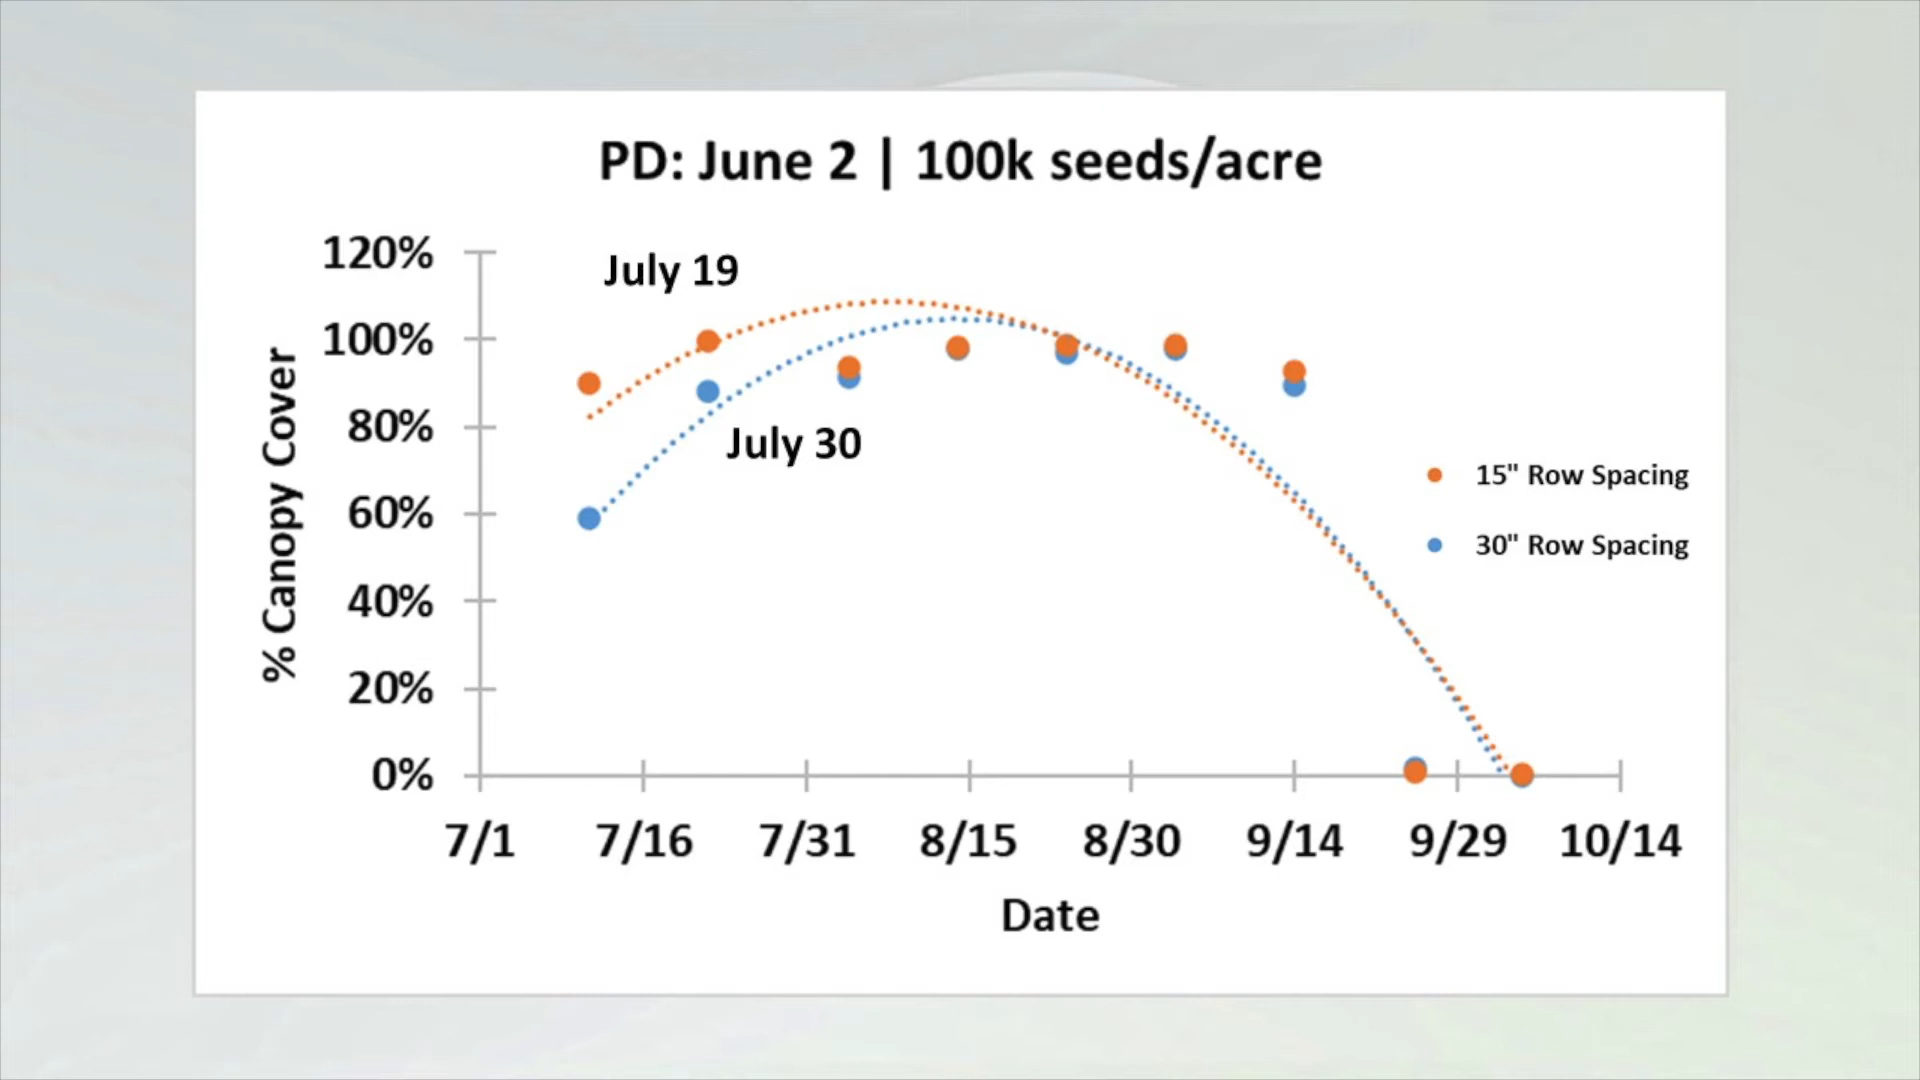 PD: June 2 | 100k seeds/acre
120%
July 19
100%
80%
July 30
60%
40%
20%
0%
% Canopy Cover
15" Row Spacing
30" Row Spacing
7/1 7/16 7/31 8/15 8/30 9/14 9/29 10/14
Date